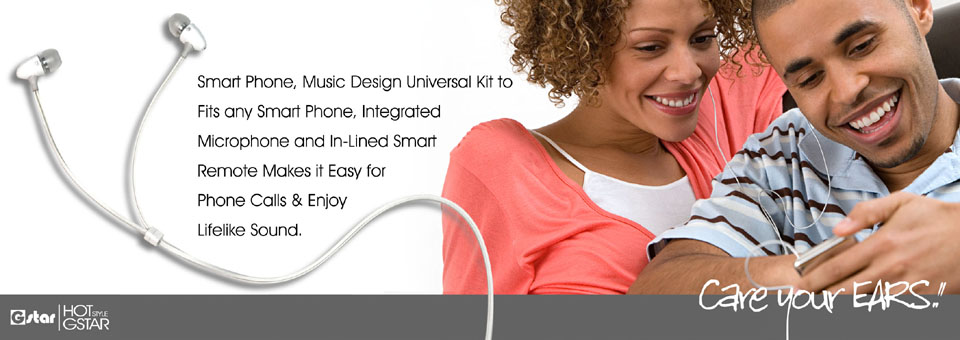 Smart Phone, Music Design Universal Kit to
Fits any Smart Phone, Integrated
Microphone and In-Lined Smart
Remote Makes it Easy for
Phone Calls & Enjoy
Lifelike Sound.
Care your EARS.!!
Gstar
HOT STYLE
GSTAR